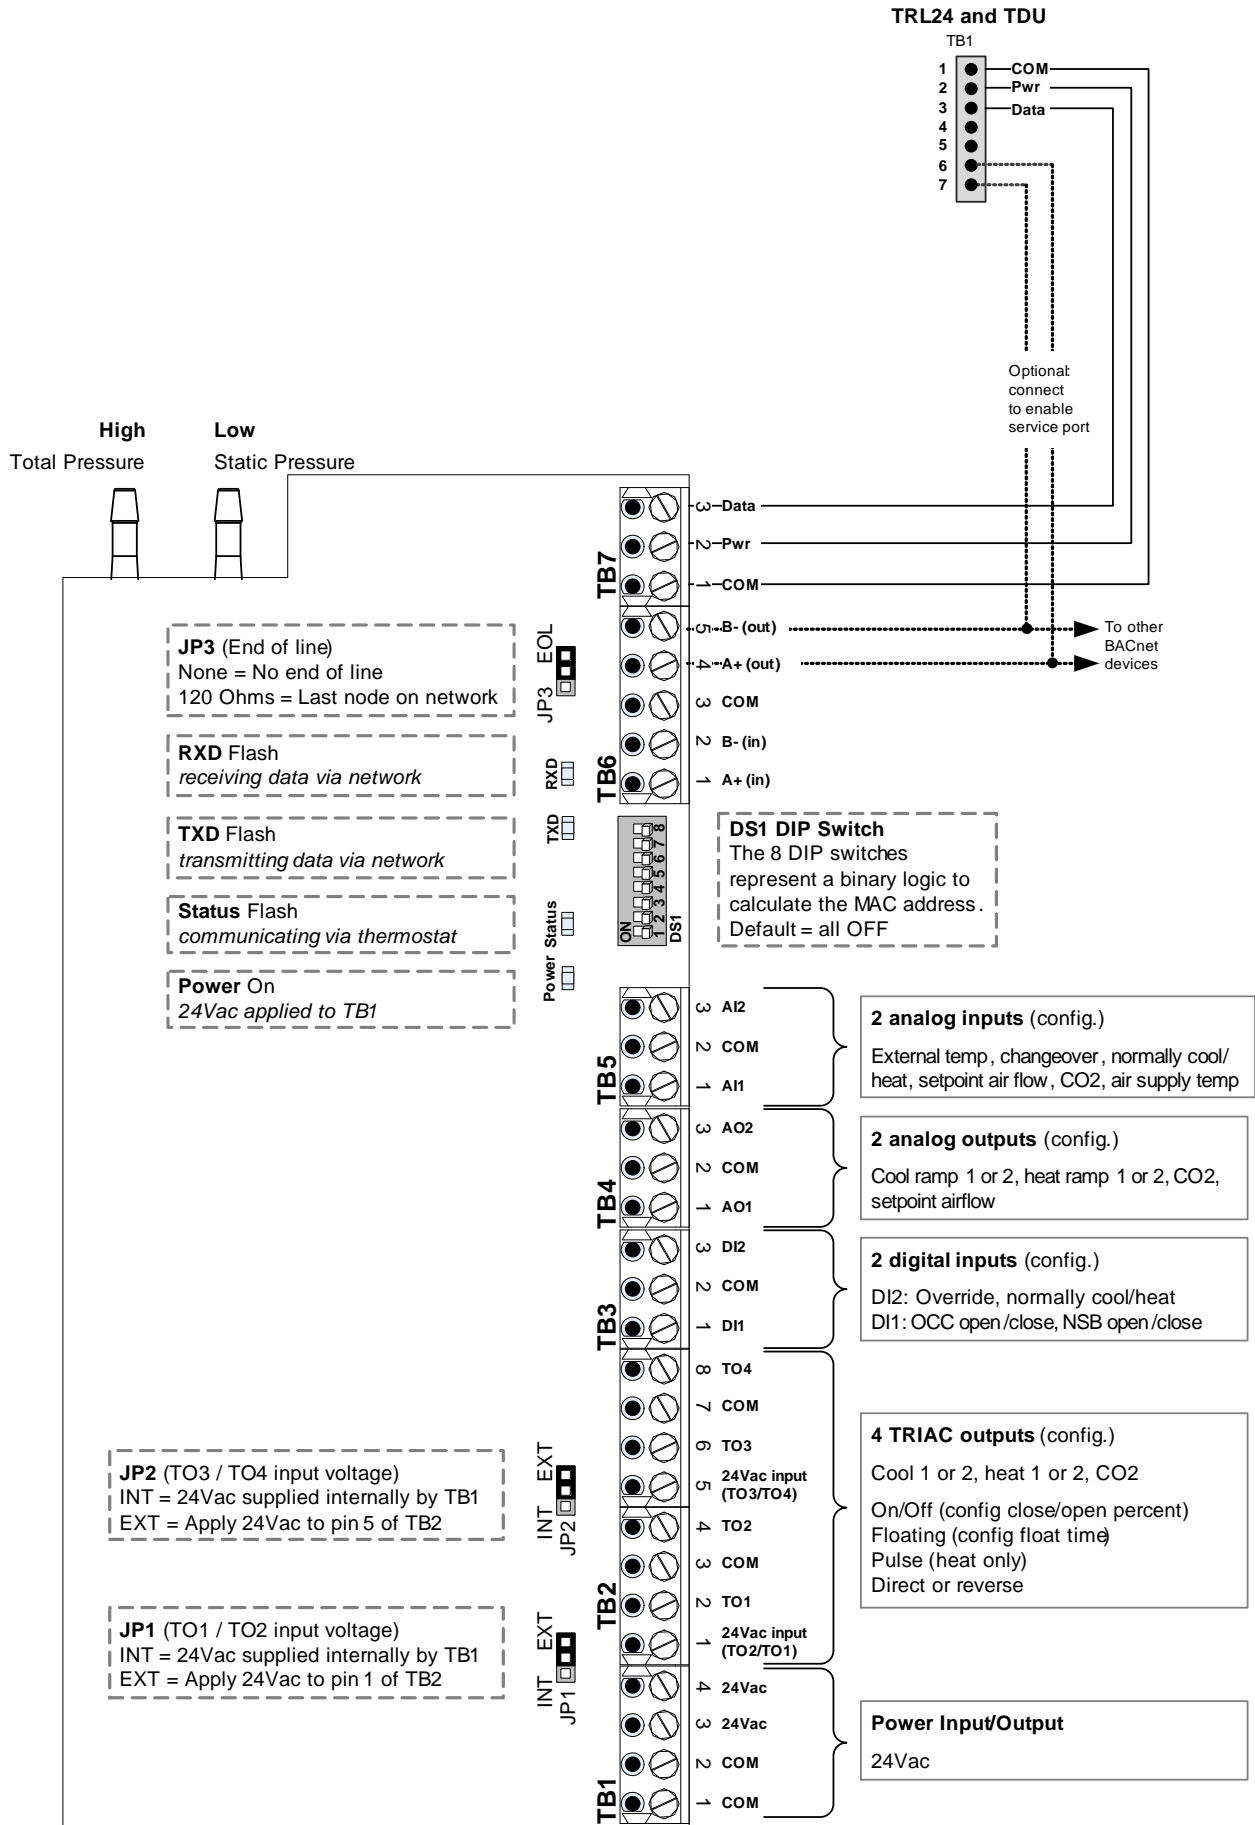 TRL24 and TDU
TB1
1 COM
2 Pwr
3 Data
4
5
6
7
Optional:
connect
to enable
service port
High Low
Total Pressure Static Pressure
TB7
3 Data
2 Pwr
1 COM
TB6
5 B- (out)
4 A+ (out)
3 COM
2 B- (in)
1 A+ (in)
To other
BACnet
devices
JP3 (End of line)
None = No end of line
120 Ohms = Last node on network
JP3 EOL
RXD Flash
receiving data via network
RXD
TXD Flash
transmitting data via network
TXD
Status Flash
communicating via thermostat
Status
Power On
24Vac applied to TB1
Power
ON
1 2 3 4 5 6 7 8
DS1
DS1 DIP Switch
The 8 DIP switches
represent a binary logic to
calculate the MAC address.
Default = all OFF
TB5
3 AI2
2 COM
1 AI1
2 analog inputs (config.)
External temp, changeover, normally cool/
heat, setpoint air flow, CO2, air supply temp
TB4
3 AO2
2 COM
1 AO1
2 analog outputs (config.)
Cool ramp 1 or 2, heat ramp 1 or 2, CO2,
setpoint airflow
TB3
3 DI2
2 COM
1 DI1
2 digital inputs (config.)
DI2: Override, normally cool/heat
DI1: OCC open/close, NSB open/close
TB2
8 TO4
7 COM
6 TO3
5 24Vac input
(TO3/TO4)
4 TO2
3 COM
2 TO1
1 24Vac input
(TO2/TO1)
4 TRIAC outputs (config.)
Cool 1 or 2, heat 1 or 2, CO2
On/Off (config close/open percent)
Floating (config float time)
Pulse (heat only)
Direct or reverse
JP2 (TO3 / TO4 input voltage)
INT = 24Vac supplied internally by TB1
EXT = Apply 24Vac to pin 5 of TB2
INT EXT
JP2
JP1 (TO1 / TO2 input voltage)
INT = 24Vac supplied internally by TB1
EXT = Apply 24Vac to pin 1 of TB2
INT EXT
JP1
TB1
4 24Vac
3 24Vac
2 COM
1 COM
Power Input/Output
24Vac